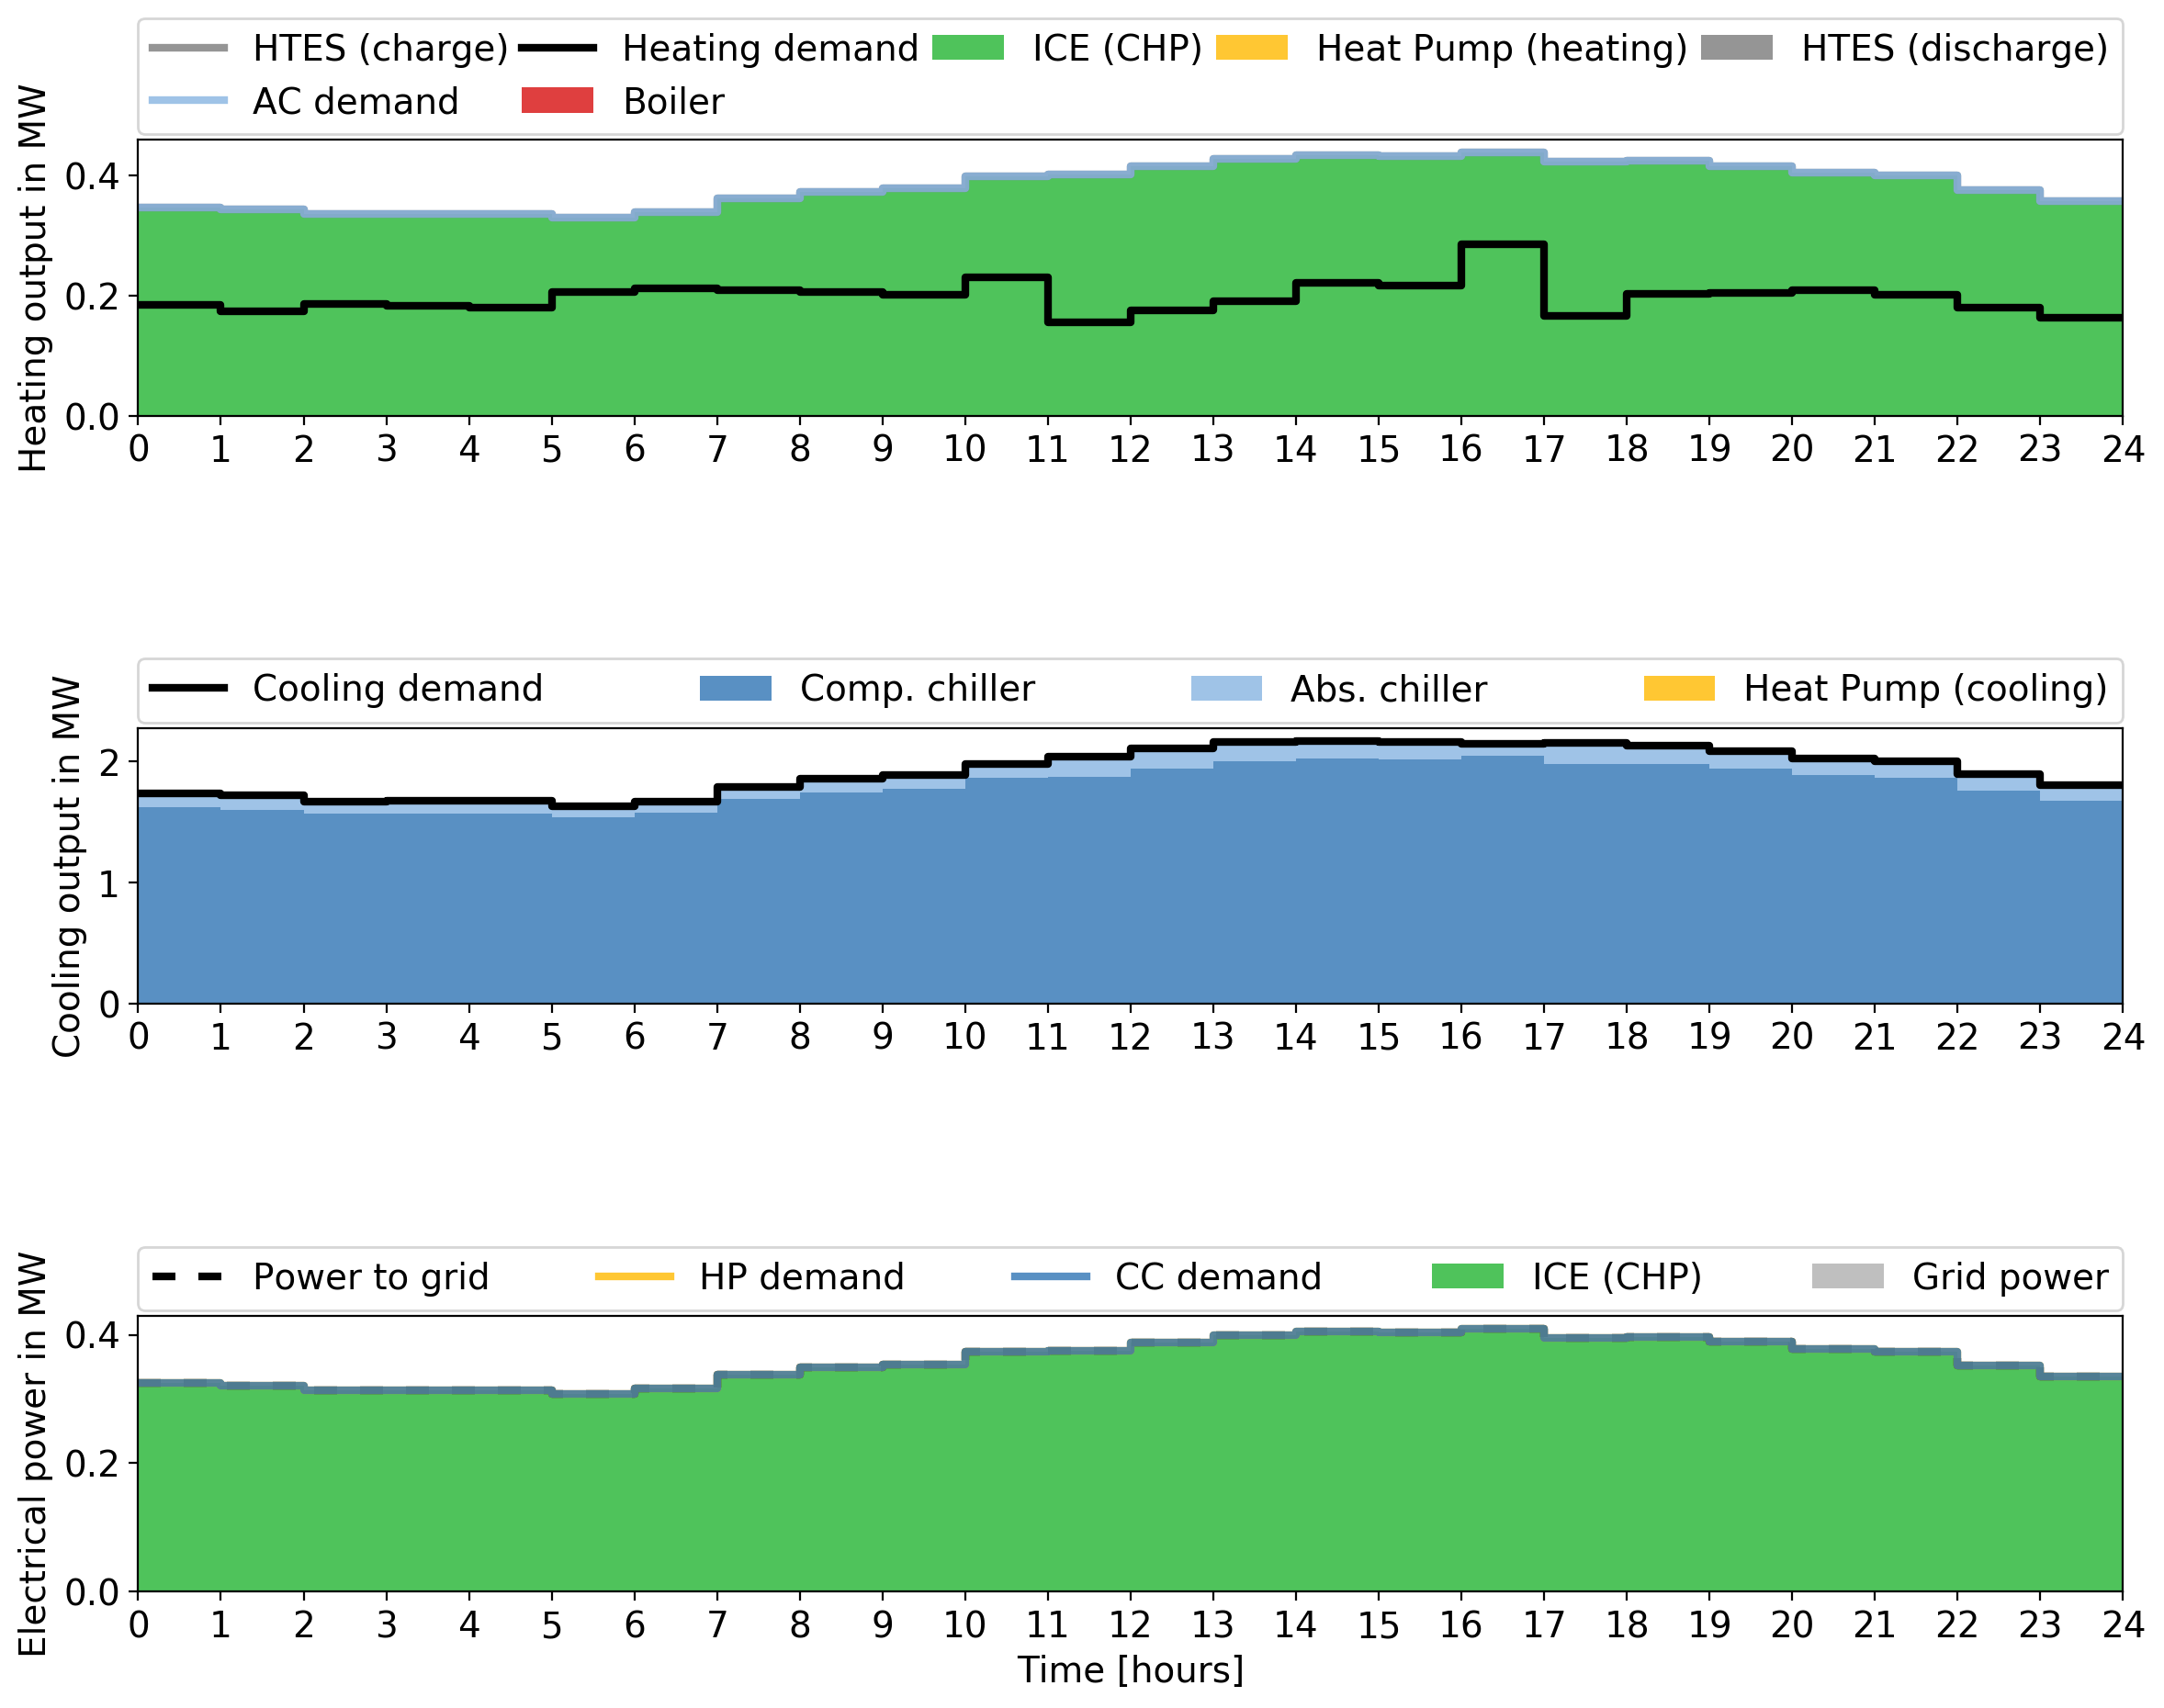 HTES (charge) Heating demand ICE (CHP) Heat Pump (heating) HTES (discharge)
AC demand Boiler
Heating output in MW
0.4
0.2
0.0
0 1 2 3 4 5 6 7 8 9 10 11 12 13 14 15 16 17 18 19 20 21 22 23 24
Cooling demand Comp. chiller Abs. chiller Heat Pump (cooling)
Cooling output in MW
2
1
0
0 1 2 3 4 5 6 7 8 9 10 11 12 13 14 15 16 17 18 19 20 21 22 23 24
Power to grid HP demand CC demand ICE (CHP) Grid power
Electrical power in MW
0.4
0.2
0.0
0 1 2 3 4 5 6 7 8 9 10 11 12 13 14 15 16 17 18 19 20 21 22 23 24
Time [hours]